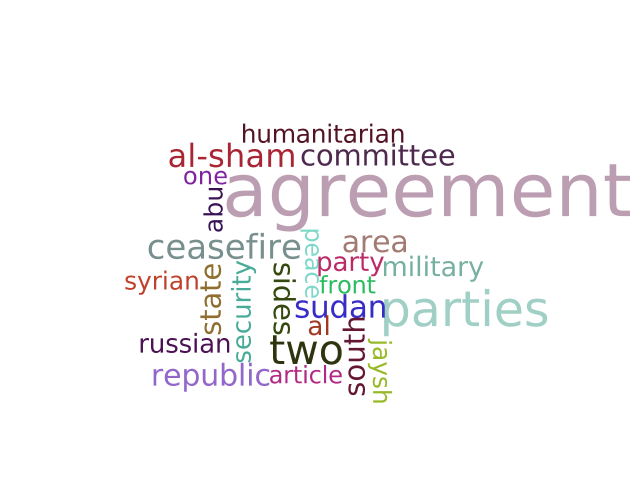 humanitarian
al-sham committee
one
agreement
abu
ceasefire
peace
area
party
military
syrian
state
security
sides
front
sudan
parties
al
south
russian
two
jaysh
republic
article